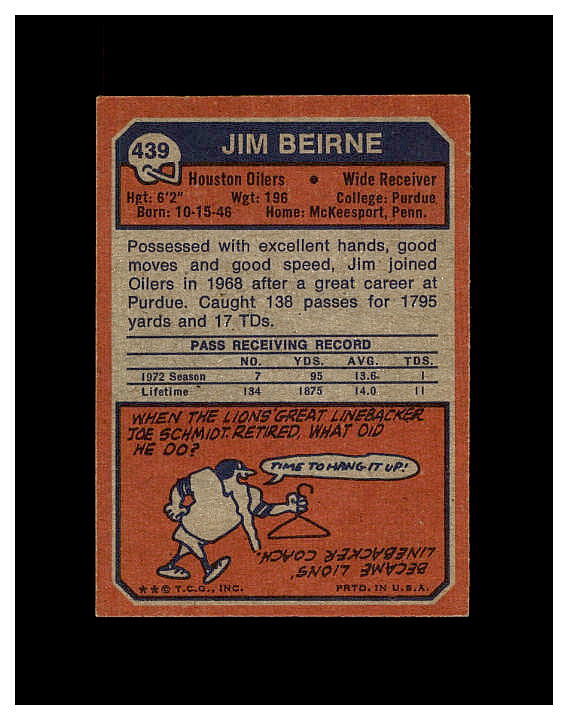 439
JIM BEIRNE
Houston Oilers • Wide Receiver
Hgt: 6'2" Wgt: 196 College: Purdue
Born: 10-15-46 Home: McKeesport, Penn.
Possessed with excellent hands, good
moves and good speed, Jim joined
Oilers in 1968 after a great career at
Purdue. Caught 138 passes for 1795
yards and 17 TDs.
PASS RECEIVING RECORD
NO. YDS. AVG. TDS.
1972 Season 7 95 13.6 1
Lifetime 134 1875 14.0 11
WHEN THE LIONS' GREAT LINEBACKER
JOE SCHMIDT RETIRED, WHAT DID
HE DO?
TIME TO HANG IT UP!
BECAME LIONS'
LINEBACKER COACH.
**© T.C.G., INC. PRTD. IN U.S.A.